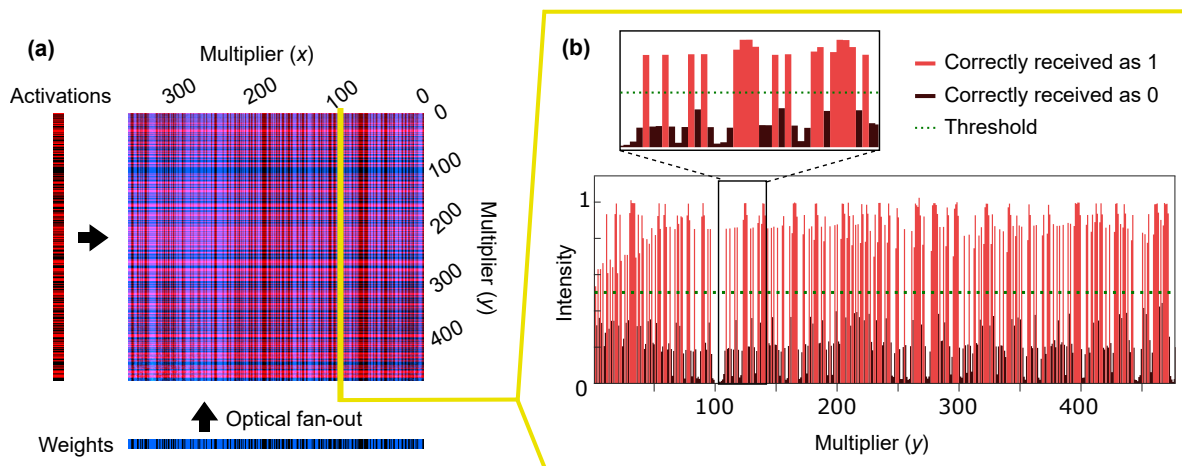 (a)
Multiplier (x)
Activations
300
200
100
0
0
100
200
300
400
Multiplier (y)
Optical fan-out
Weights
(b)
Correctly received as 1
Correctly received as 0
Threshold
1
0
Intensity
100
200
300
400
Multiplier (y)